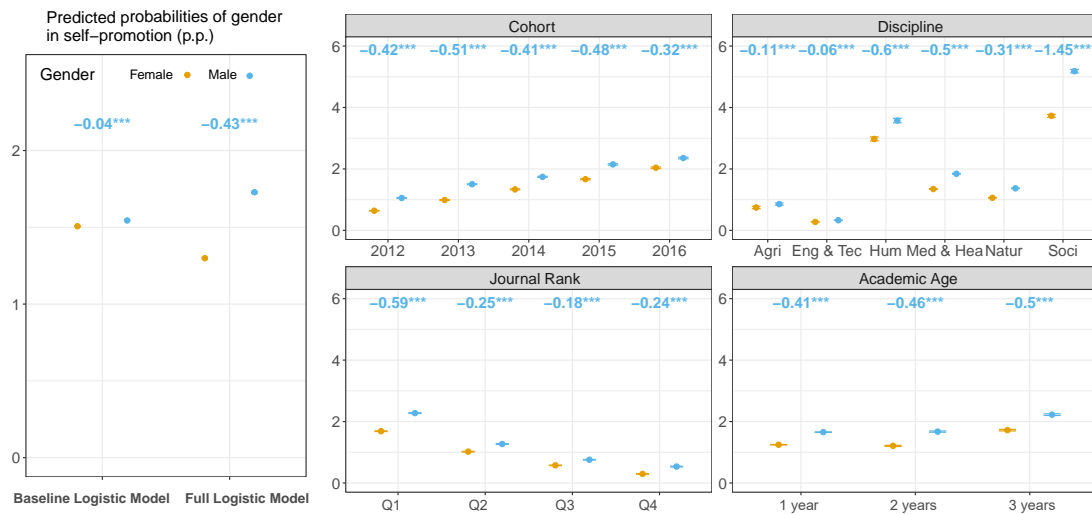 Predicted probabilities of gender
in self−promotion (p.p.)
Gender Female Male
−0.04*** −0.43***
2
1
0
Baseline Logistic Model Full Logistic Model
Cohort
6
−0.42*** −0.51*** −0.41*** −0.48*** −0.32***
4
2
0
2012 2013 2014 2015 2016
Discipline
6
−0.11*** −0.06*** −0.6*** −0.5*** −0.31*** −1.45***
4
2
0
Agri Eng & Tec Hum Med & Hea Natur Soci
Journal Rank
6
−0.59*** −0.25*** −0.18*** −0.24***
4
2
0
Q1 Q2 Q3 Q4
Academic Age
6
−0.41*** −0.46*** −0.5***
4
2
0
1 year 2 years 3 years